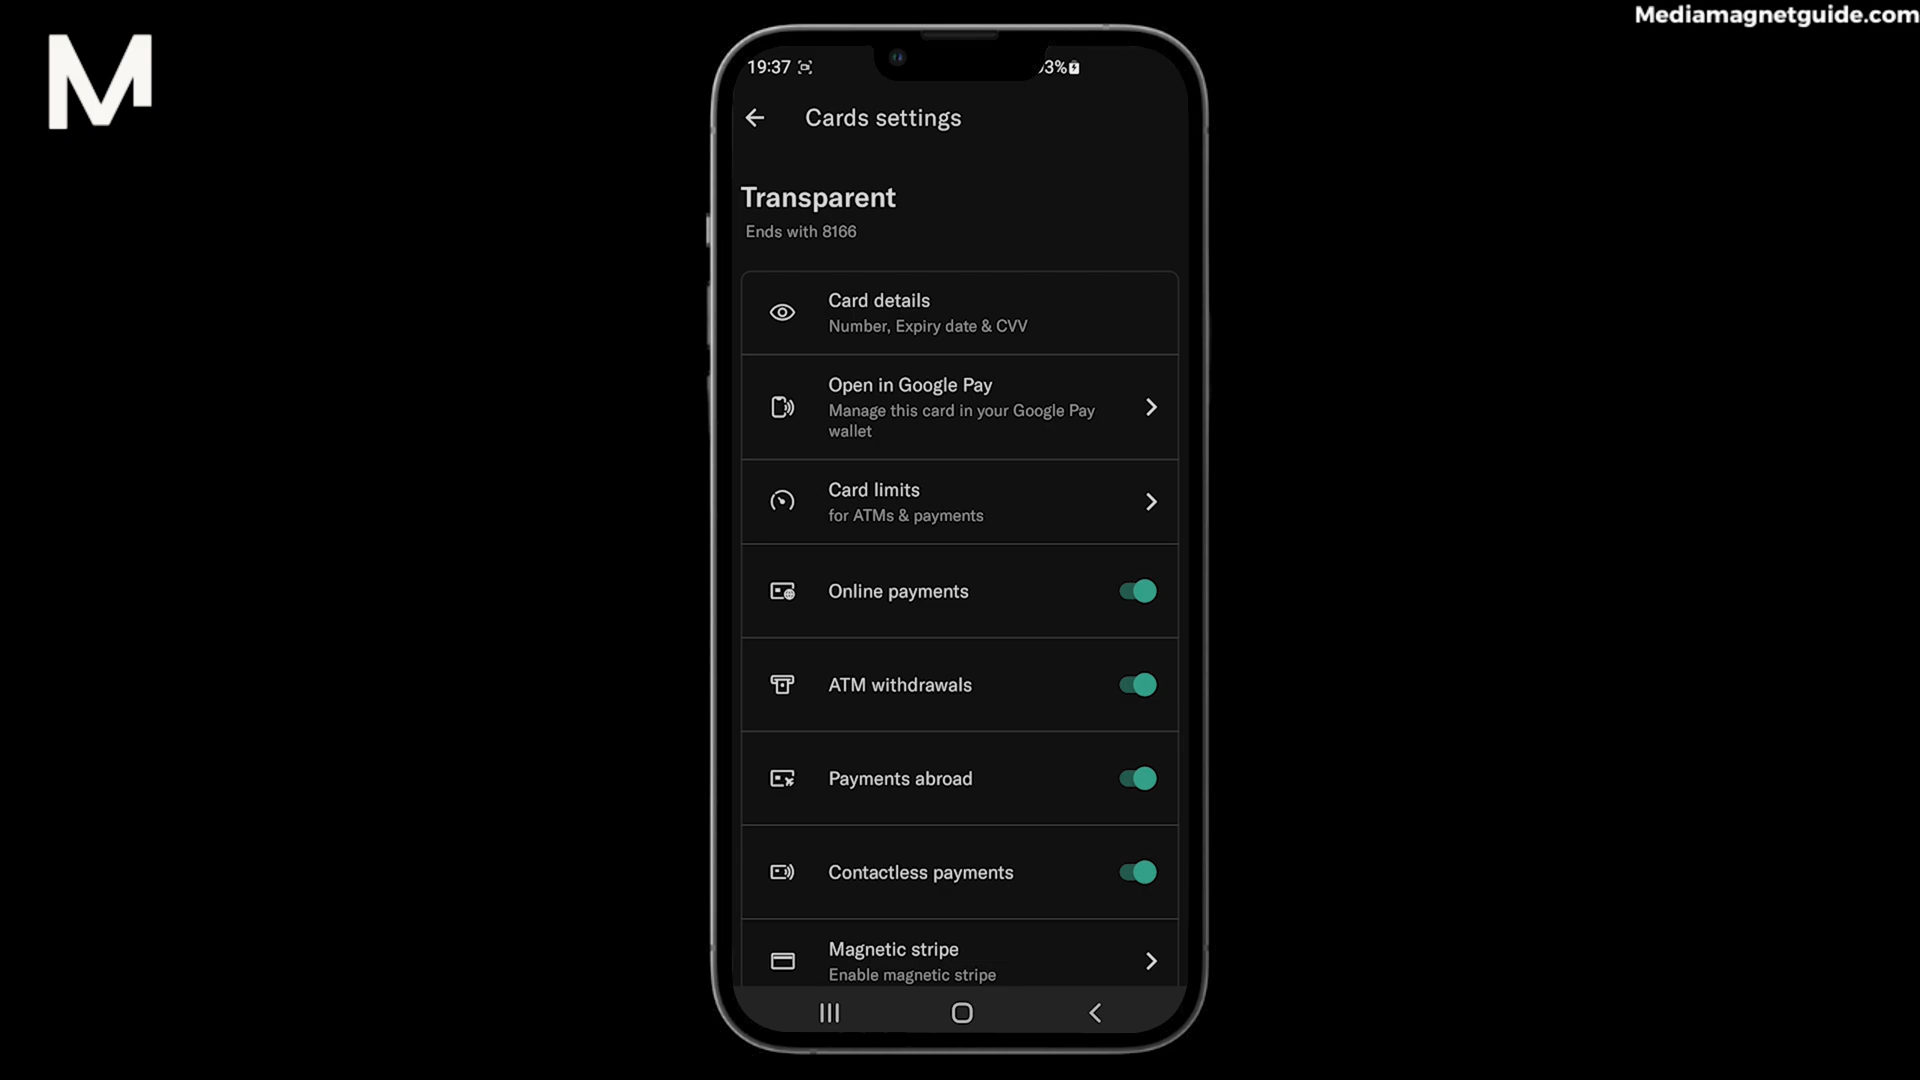 M
Mediamagnetguide.com
19:37
3%
Cards settings
Transparent
Ends with 8166
Card details
Number, Expiry date & CVV
Open in Google Pay
Manage this card in your Google Pay
wallet
Card limits
for ATMs & payments
Online payments
ATM withdrawals
Payments abroad
Contactless payments
Magnetic stripe
Enable magnetic stripe